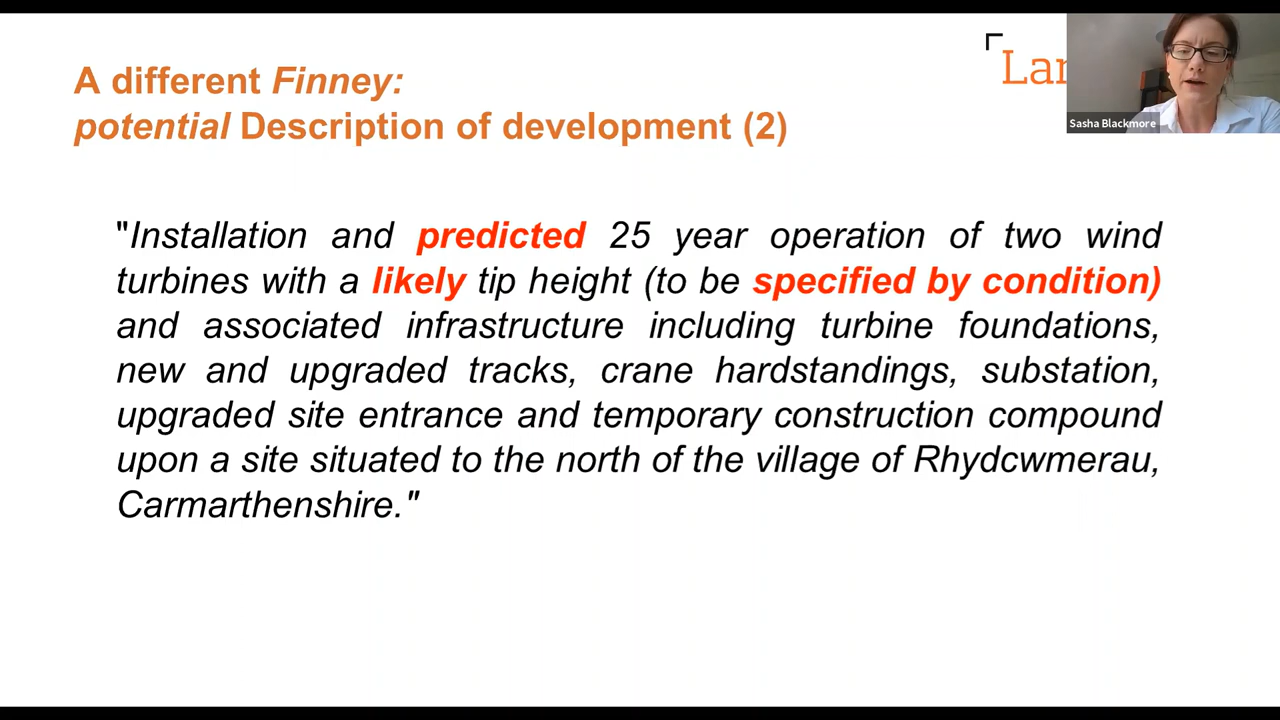 A different Finney:
potential Description of development (2)
Lan
Sasha Blackmore
"Installation and predicted 25 year operation of two wind
turbines with a likely tip height (to be specified by condition)
and associated infrastructure including turbine foundations,
new and upgraded tracks, crane hardstandings, substation,
upgraded site entrance and temporary construction compound
upon a site situated to the north of the village of Rhydcwmerau,
Carmarthenshire."